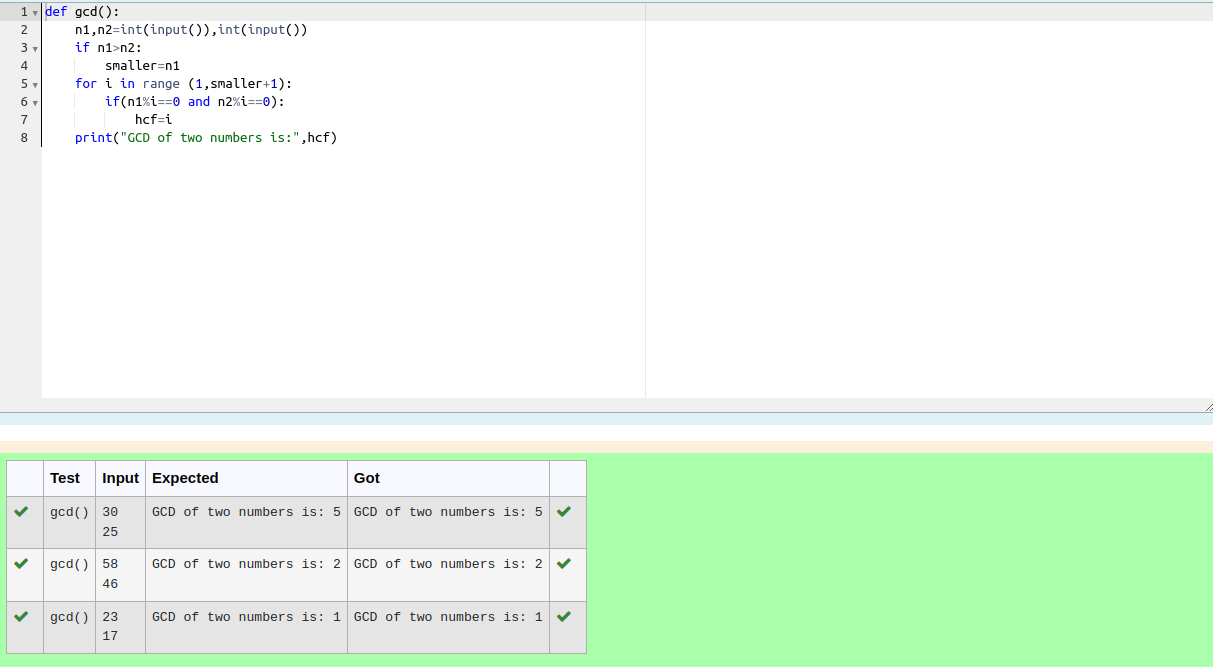 1 def gcd():
2     n1,n2=int(input()),int(input())
3     if n1>n2:
4         smaller=n1
5     for i in range (1,smaller+1):
6         if(n1%i==0 and n2%i==0):
7             hcf=i
8     print("GCD of two numbers is:",hcf)
Test Input Expected Got
gcd() 30 GCD of two numbers is: 5 GCD of two numbers is: 5
25
gcd() 58 GCD of two numbers is: 2 GCD of two numbers is: 2
46
gcd() 23 GCD of two numbers is: 1 GCD of two numbers is: 1
17